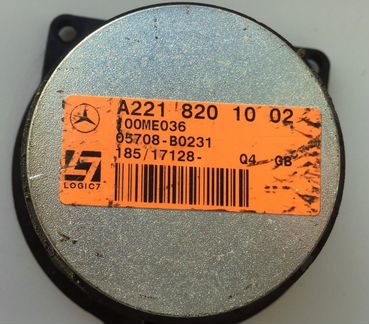 A221 820 10 02
100ME036
05708-B0231
185/17128- Q4 GB
LOGIC7